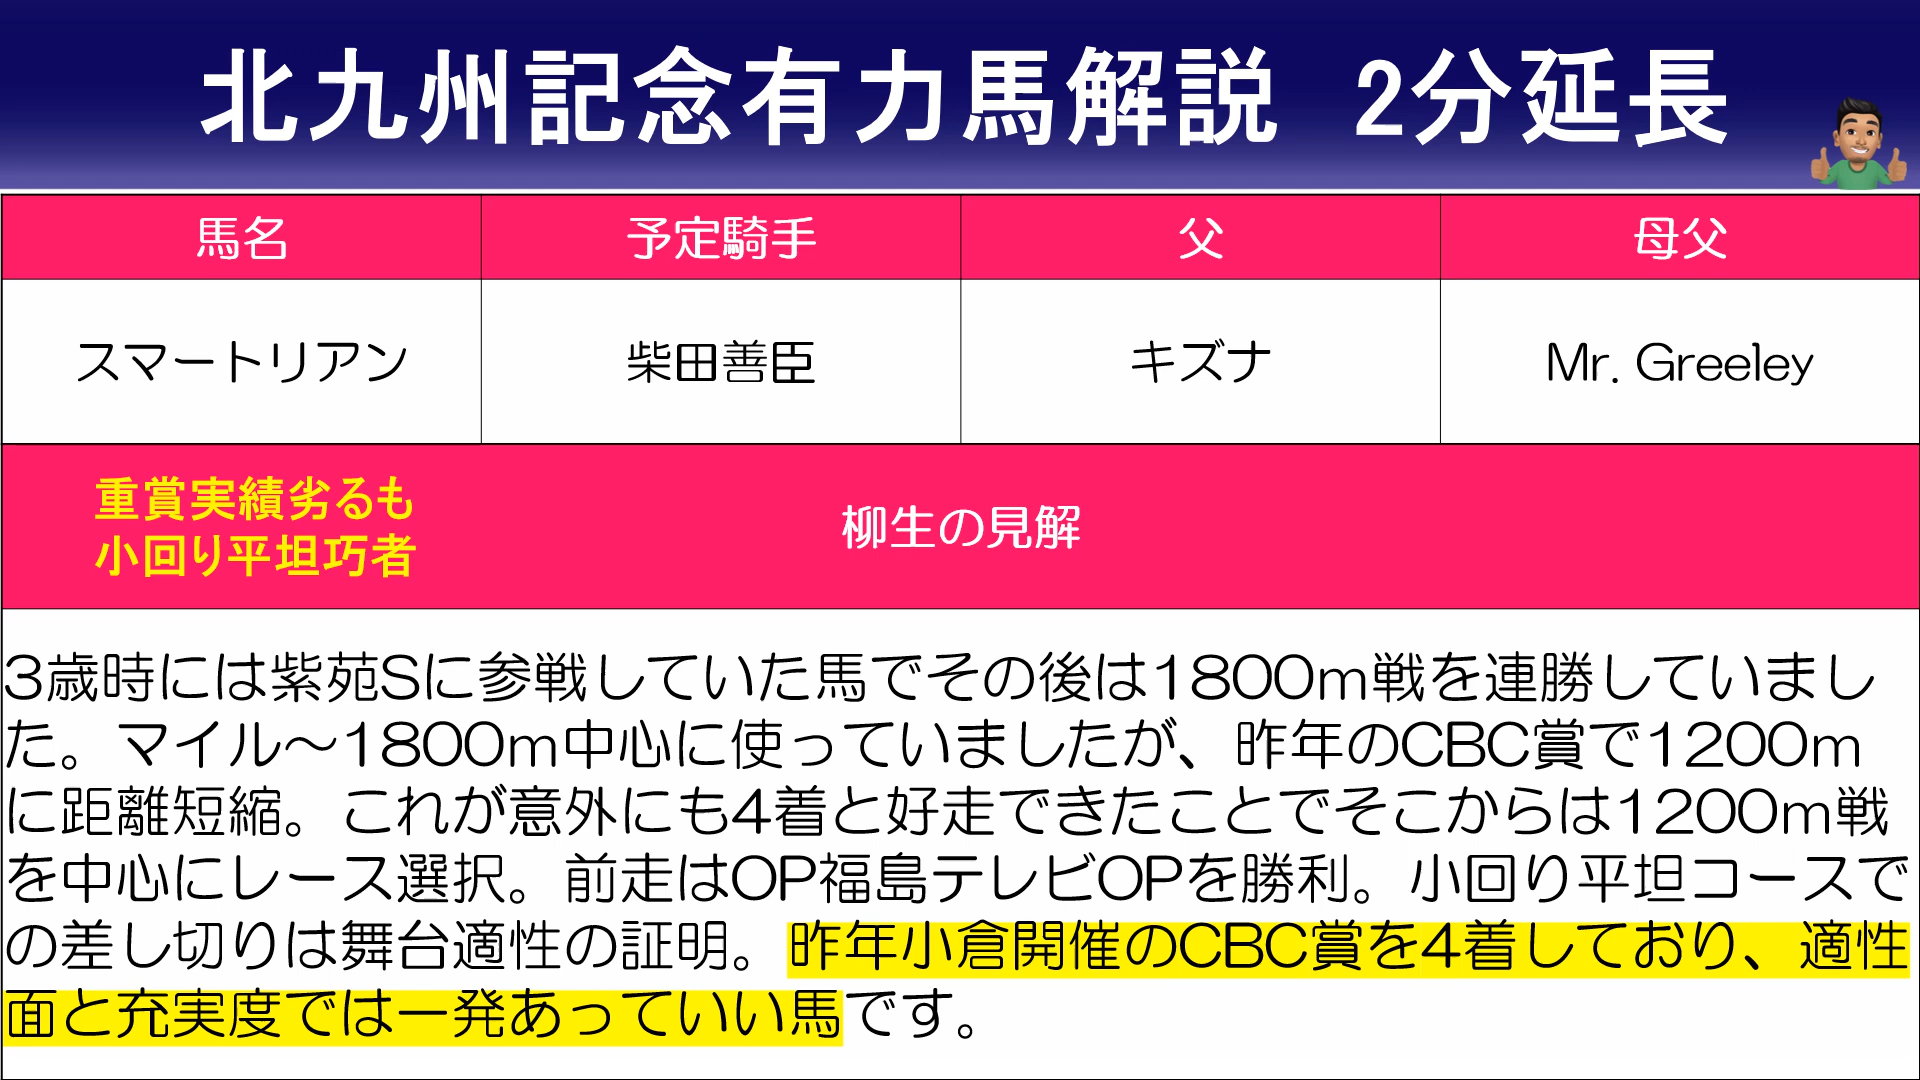 北九州記念有力馬解説　2分延長
馬名
予定騎手
父
母父
スマートリアン
柴田善臣
キズナ
Mr. Greeley
重賞実績劣るも
小回り平坦巧者
柳生の見解
3歳時には紫苑Sに参戦していた馬でその後は1800m戦を連勝していまし
た。マイル〜1800m中心に使っていましたが、昨年のCBC賞で1200m
に距離短縮。これが意外にも4着と好走できたことでそこからは1200m戦
を中心にレース選択。前走はOP福島テレビOPを勝利。小回り平坦コースで
の差し切りは舞台適性の証明。昨年小倉開催のCBC賞を4着しており、適性
面と充実度では一発あっていい馬です。